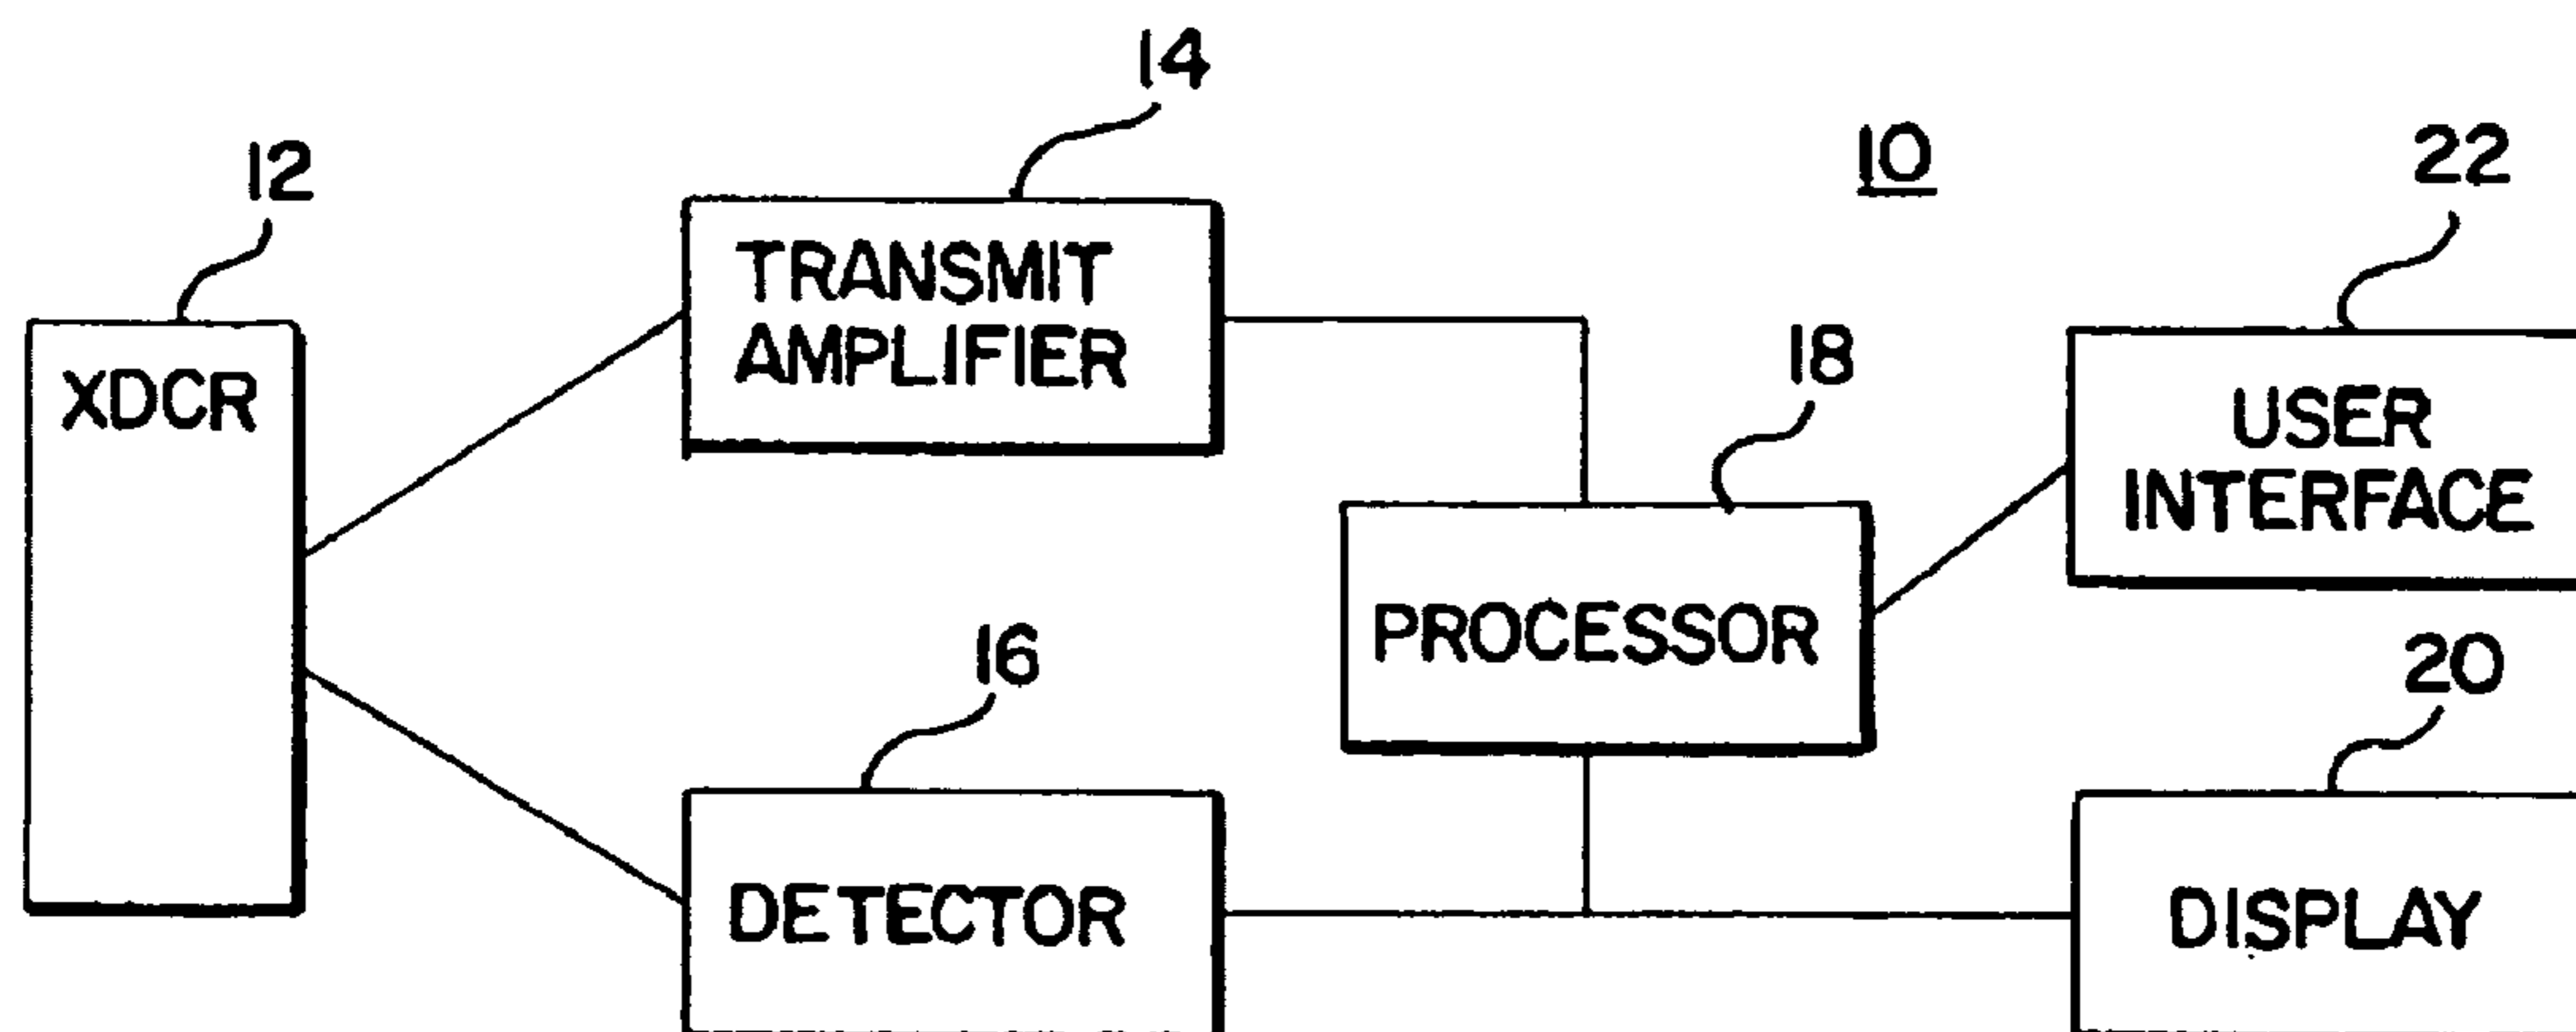 14
10
22
12
TRANSMIT
AMPLIFIER
18
XDCR
USER
INTERFACE
PROCESSOR
16
20
DETECTOR
DISPLAY